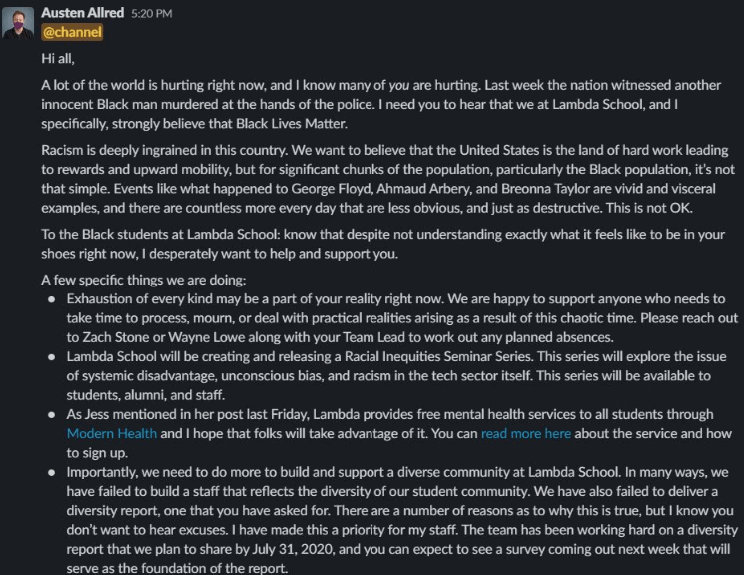 Austen Allred 5:20 PM
@channel
Hi all,
A lot of the world is hurting right now, and I know many of you are hurting. Last week the nation witnessed another
innocent Black man murdered at the hands of the police. I need you to hear that we at Lambda School, and I
specifically, strongly believe that Black Lives Matter.
Racism is deeply ingrained in this country. We want to believe that the United States is the land of hard work leading
to rewards and upward mobility, but for significant chunks of the population, particularly the Black population, it's not
that simple. Events like what happened to George Floyd, Ahmaud Arbery, and Breonna Taylor are vivid and visceral
examples, and there are countless more every day that are less obvious, and just as destructive. This is not OK.
To the Black students at Lambda School: know that despite not understanding exactly what it feels like to be in your
shoes right now, I desperately want to help and support you.
A few specific things we are doing:
• Exhaustion of every kind may be a part of your reality right now. We are happy to support anyone who needs to
take time to process, mourn, or deal with practical realities arising as a result of this chaotic time. Please reach out
to Zach Stone or Wayne Lowe along with your Team Lead to work out any planned absences.
• Lambda School will be creating and releasing a Racial Inequities Seminar Series. This series will explore the issue
of systemic disadvantage, unconscious bias, and racism in the tech sector itself. This series will be available to
students, alumni, and staff.
• As Jess mentioned in her post last Friday, Lambda provides free mental health services to all students through
Modern Health and I hope that folks will take advantage of it. You can read more here about the service and how
to sign up.
• Importantly, we need to do more to build and support a diverse community at Lambda School. In many ways, we
have failed to build a staff that reflects the diversity of our student community. We have also failed to deliver a
diversity report, one that you have asked for. There are a number of reasons as to why this is true, but I know you
don't want to hear excuses. I have made this a priority for my staff. The team has been working hard on a diversity
report that we plan to share by July 31, 2020, and you can expect to see a survey coming out next week that will
serve as the foundation of the report.